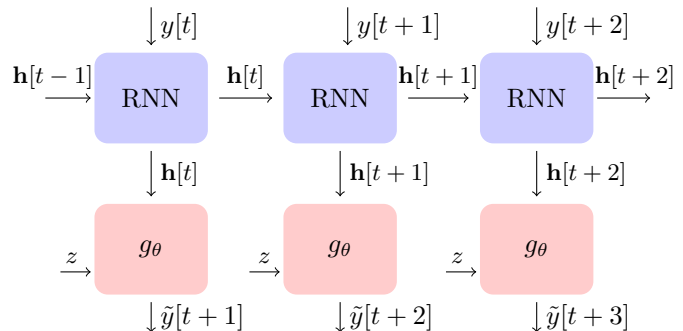 y[t] y[t+1] y[t+2]
h[t−1] h[t] h[t+1] h[t+2]
RNN RNN RNN
h[t] h[t+1] h[t+2]
z g_θ z g_θ z g_θ
ỹ[t+1] ỹ[t+2] ỹ[t+3]